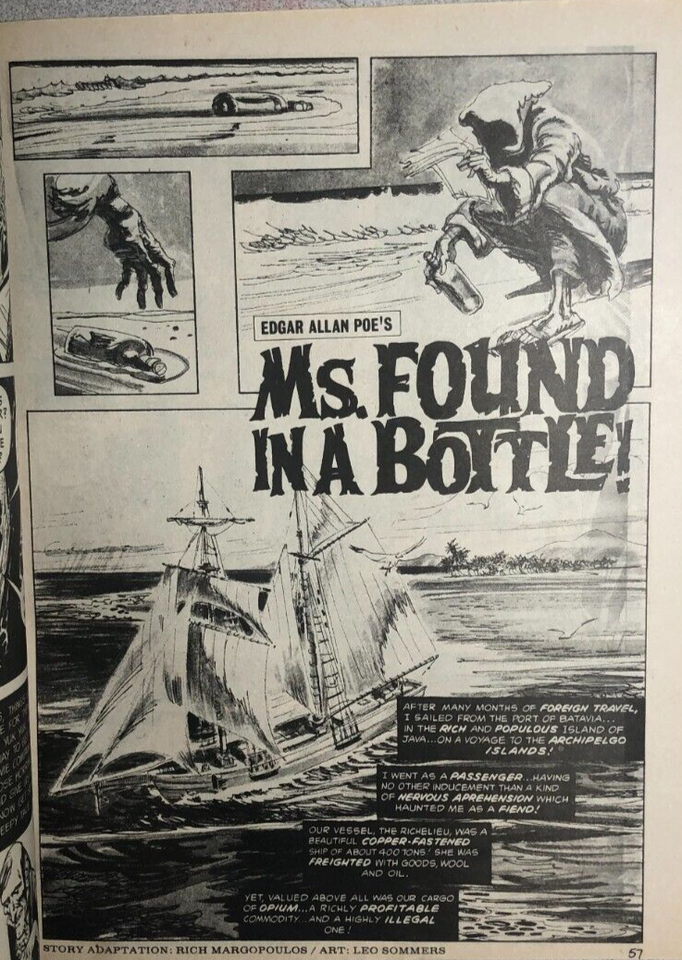 EDGAR ALLAN POE'S
Ms. FOUND
IN A BOTTLE!
AFTER MANY MONTHS OF FOREIGN TRAVEL,
I SAILED FROM THE PORT OF BATAVIA...
IN THE RICH AND POPULOUS ISLAND OF
JAVA...ON A VOYAGE TO THE ARCHIPELGO
ISLANDS!
I WENT AS A PASSENGER...HAVING
NO OTHER INDUCEMENT THAN A KIND
OF NERVOUS APREHENSION WHICH
HAUNTED ME AS A FIEND!
OUR VESSEL, THE RICHELIEU, WAS A
BEAUTIFUL COPPER-FASTENED
SHIP OF ABOUT 400 TONS! SHE WAS
FREIGHTED WITH GOODS, WOOL
AND OIL.
YET, VALUED ABOVE ALL WAS OUR CARGO
OF OPIUM...A RICHLY PROFITABLE
COMMODITY...AND A HIGHLY ILLEGAL
ONE!
STORY ADAPTATION: RICH MARGOPOULOS / ART: LEO SOMMERS
57